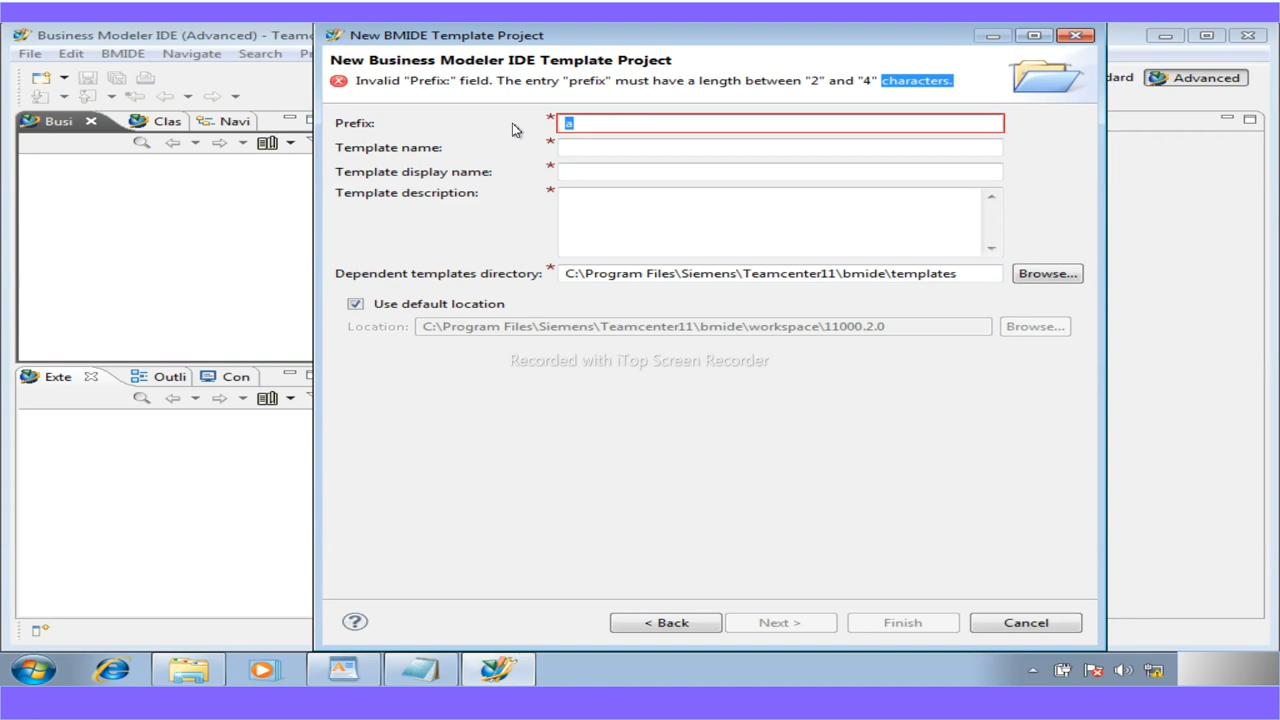 Business Modeler IDE (Advanced) - Teamc
New BMIDE Template Project
File Edit BMIDE Navigate Search Pr
New Business Modeler IDE Template Project
Invalid "Prefix:" field. The entry "prefix" must have a length between "2" and "4" characters.
dard
Advanced
Busi
Clas
Navi
Prefix:
* a
Template name:
*
Template display name:
*
Template description:
*
Dependent templates directory:
* C:\Program Files\Siemens\Teamcenter11\bmide\templates
Browse...
Use default location
Location: C:\Program Files\Siemens\Teamcenter11\bmide\workspace\11000.2.0
Browse...
Recorded with iTop Screen Recorder
Exte
Outli
Con
?
< Back
Next >
Finish
Cancel